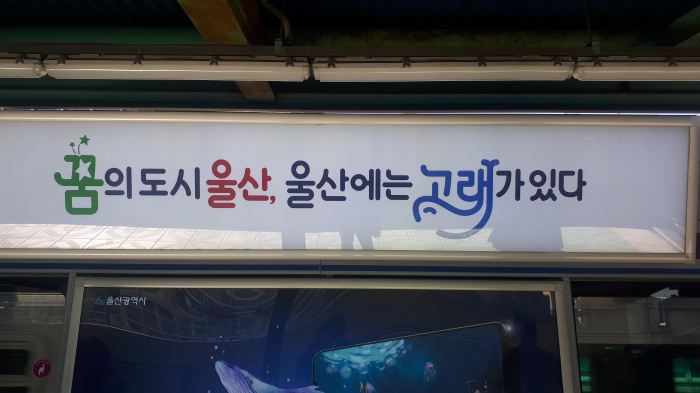 꿈의 도시 울산, 울산에는 고래가 있다
울산광역시